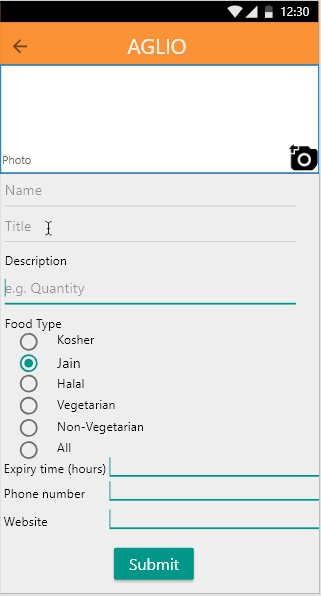 12:30
AGLIO
Photo
Name
Title
Description
e.g. Quantity
Food Type
Kosher
Jain
Halal
Vegetarian
Non-Vegetarian
All
Expiry time (hours)
Phone number
Website
Submit